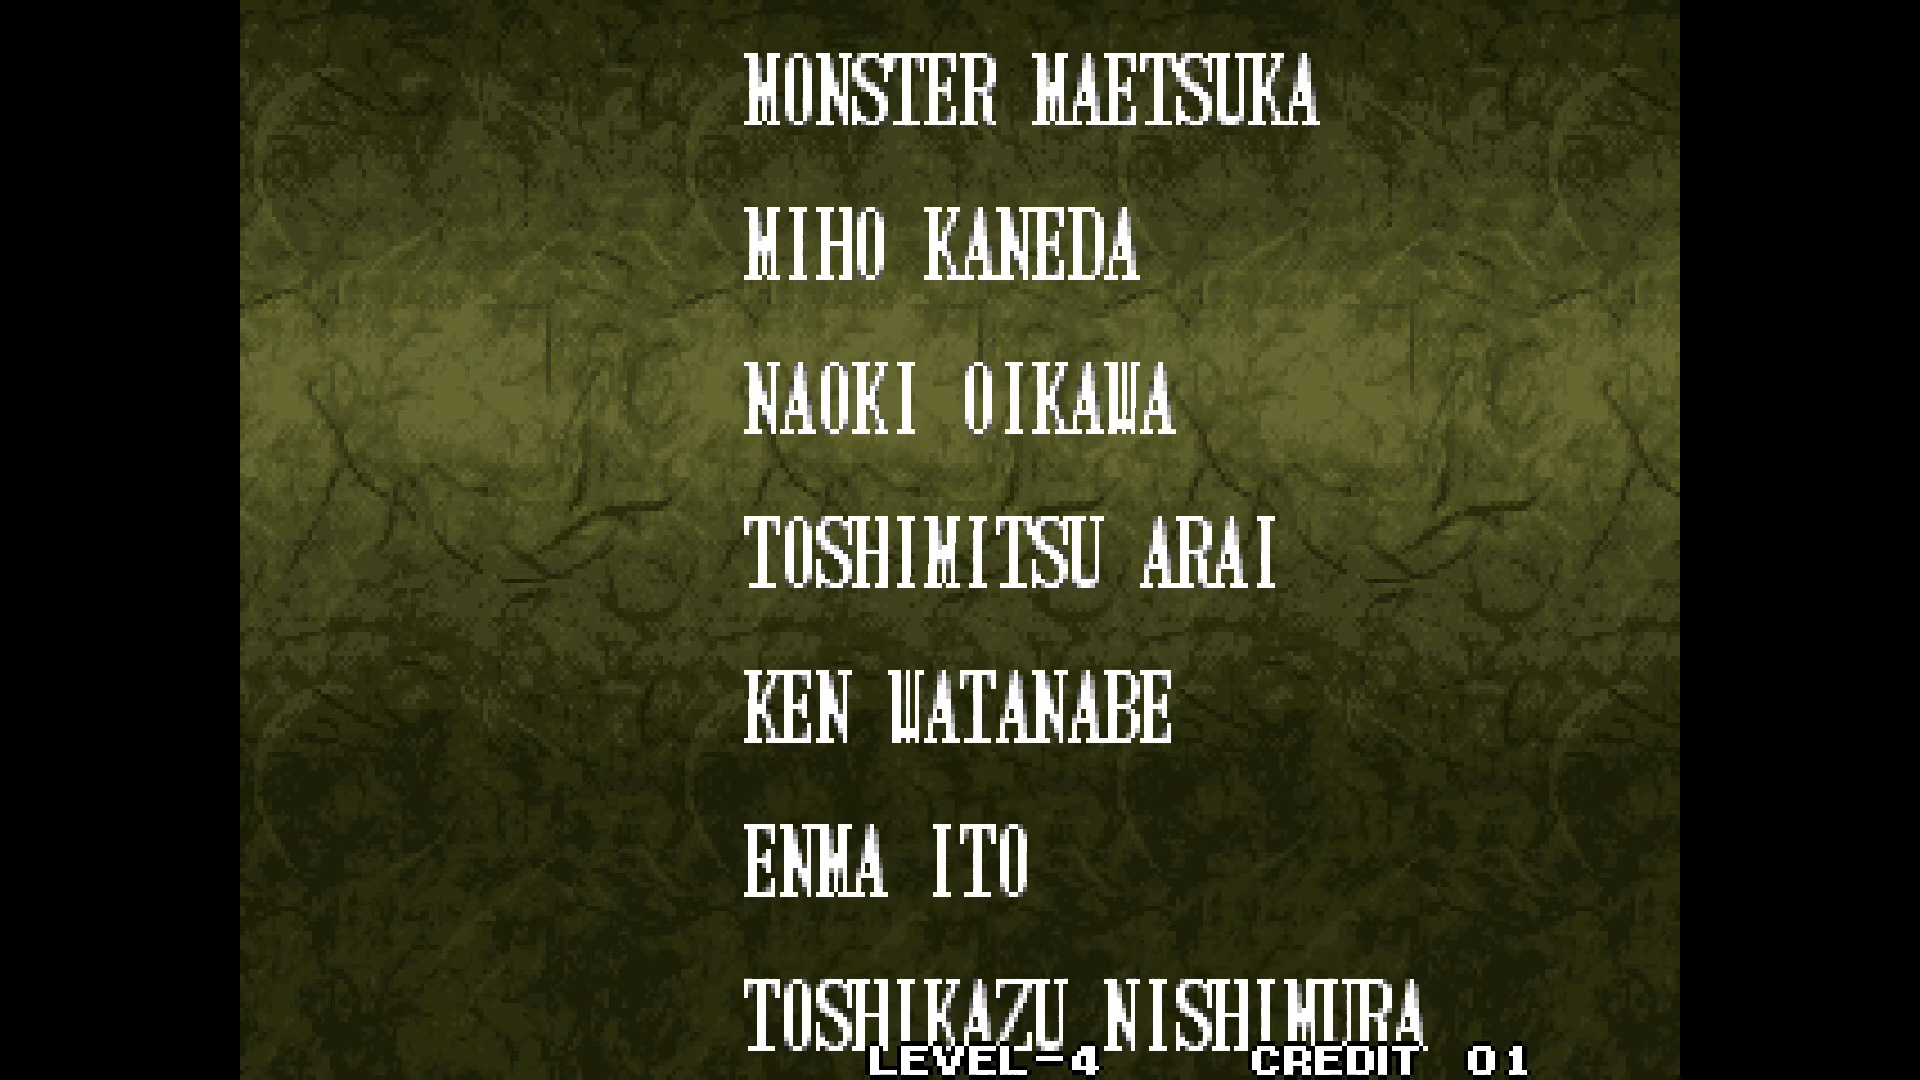 MONSTER MAETSUKA
MIHO KANEDA
NAOKI OIKAWA
TOSHIMITSU ARAI
KEN WATANABE
ENMA ITO
TOSHIKAZU NISHIMURA
LEVEL-4 CREDIT 01